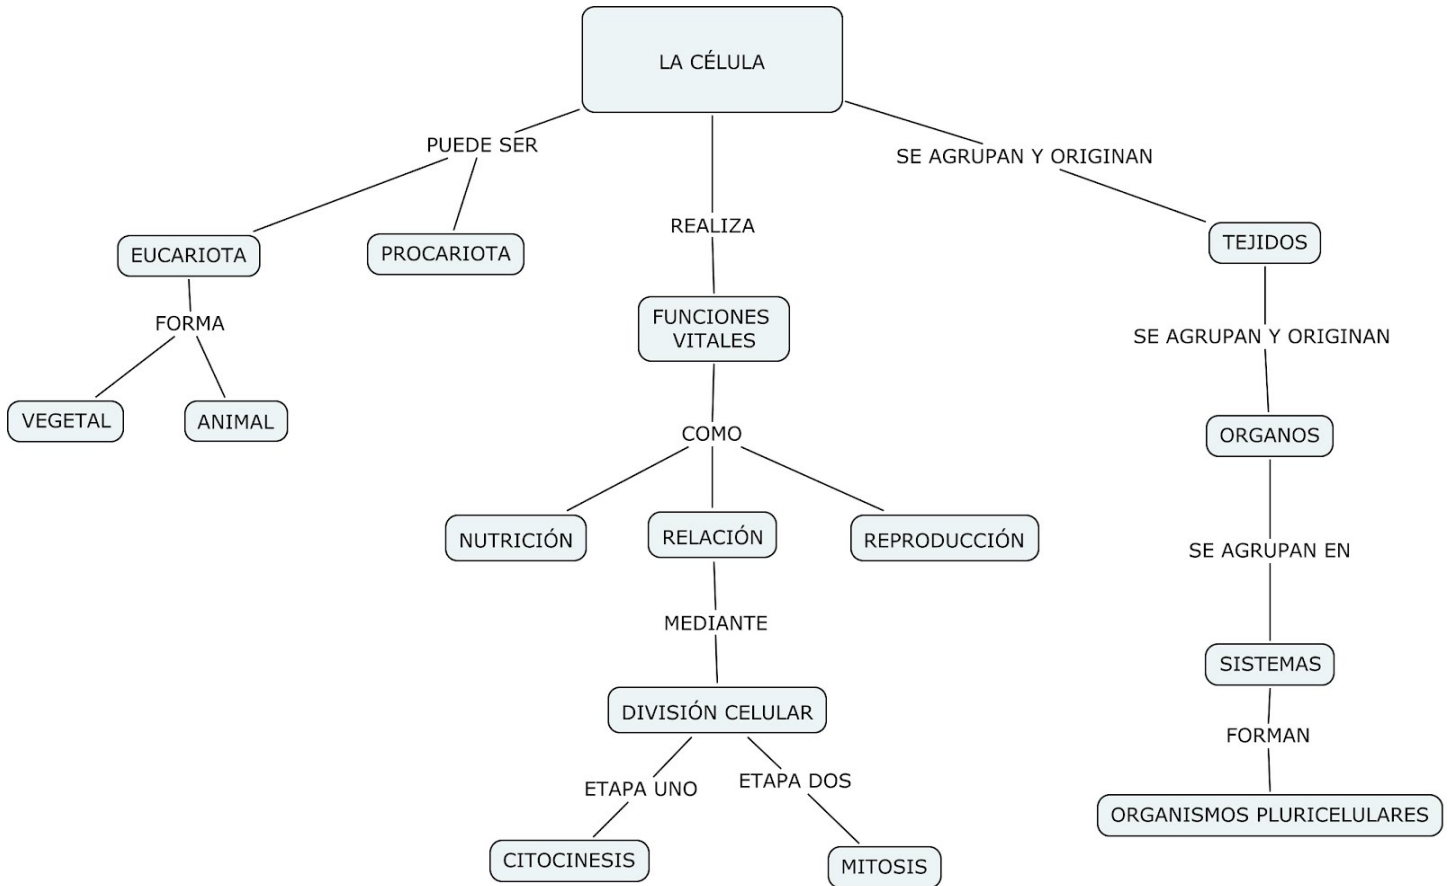 LA CÉLULA
PUEDE SER
SE AGRUPAN Y ORIGINAN
REALIZA
EUCARIOTA
PROCARIOTA
TEJIDOS
FORMA
FUNCIONES
VITALES
SE AGRUPAN Y ORIGINAN
VEGETAL
ANIMAL
COMO
ORGANOS
NUTRICIÓN
RELACIÓN
REPRODUCCIÓN
SE AGRUPAN EN
MEDIANTE
SISTEMAS
DIVISIÓN CELULAR
FORMAN
ETAPA UNO
ETAPA DOS
ORGANISMOS PLURICELULARES
CITOCINESIS
MITOSIS